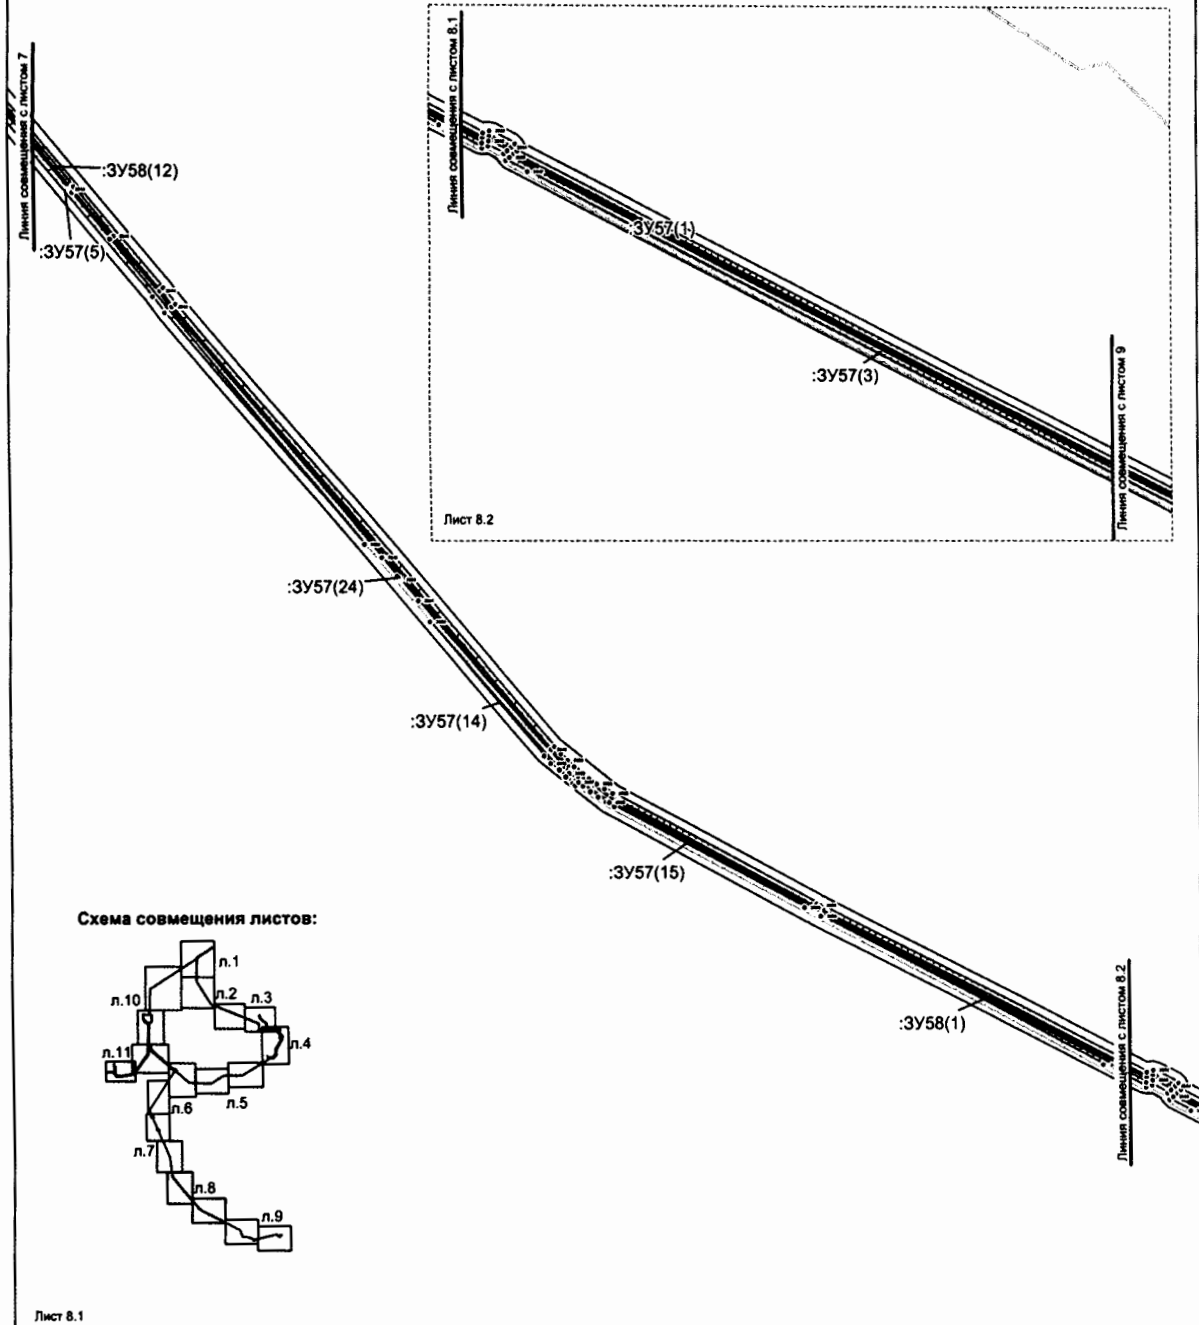 Линия совмещения с листом 7
:ЗУ58(12)
:ЗУ57(5)
Линия совмещения с листом 8.1
:ЗУ57(1)
:ЗУ57(3)
Линия совмещения с листом 9
Лист 8.2
:ЗУ57(24)
:ЗУ57(14)
:ЗУ57(15)
:ЗУ58(1)
Линия совмещения с листом 8.2
Схема совмещения листов:
л.1
л.2
л.3
л.10
л.4
л.11
л.5
л.6
л.7
л.8
л.9
Лист 8.1